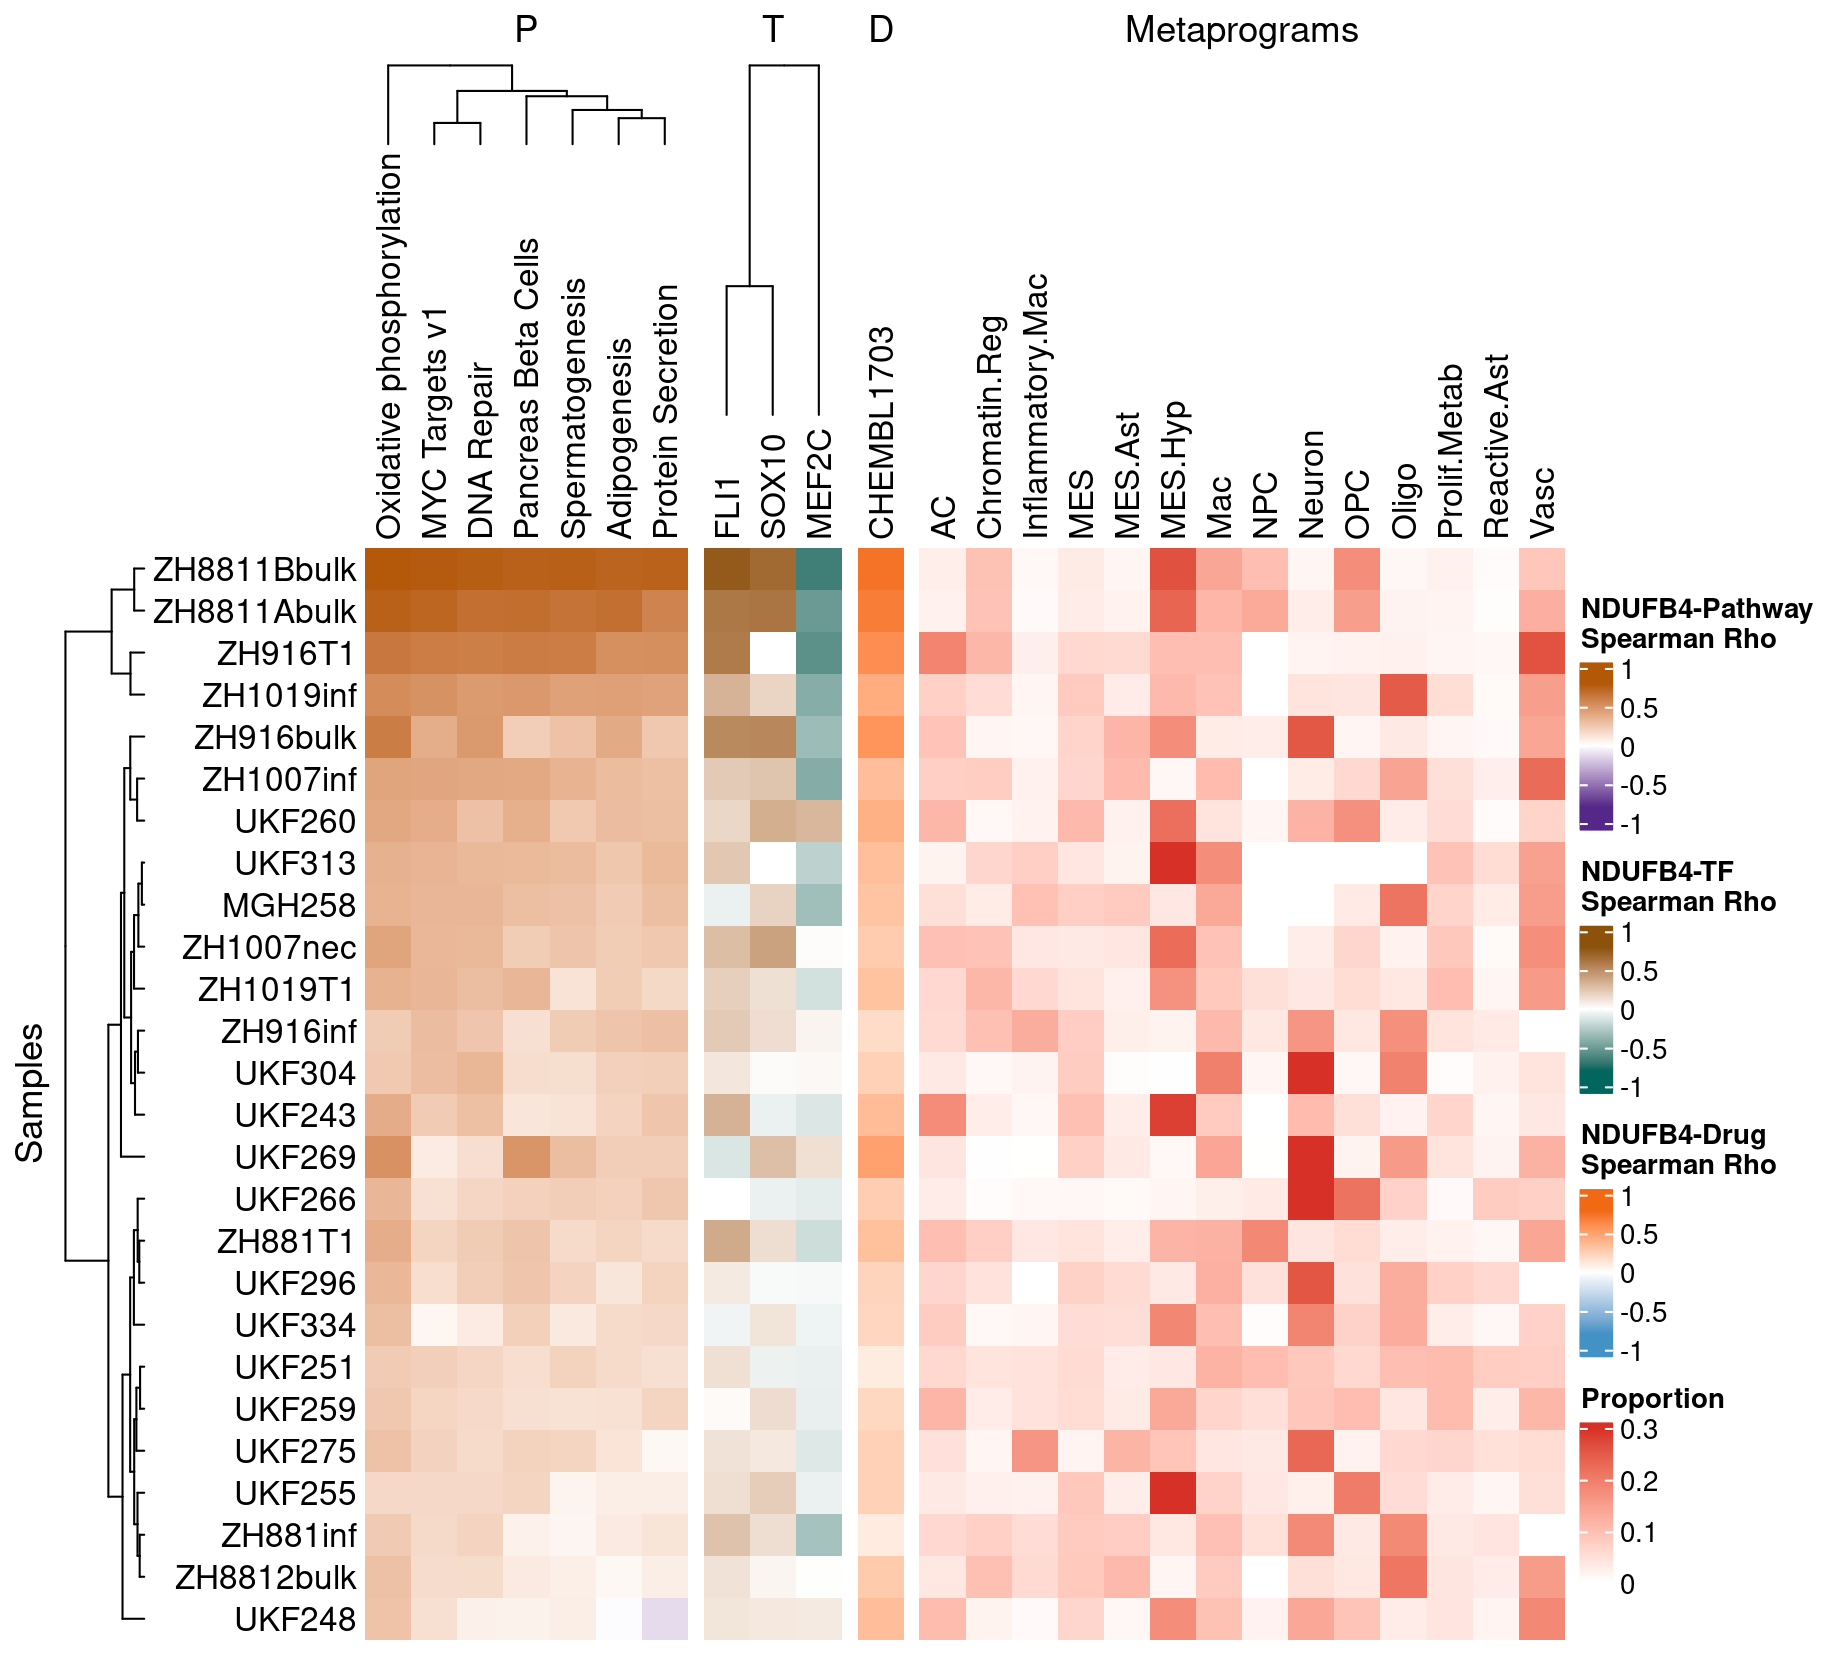 P
T
D
Metaprograms
Oxidative phosphorylation
MYC Targets v1
DNA Repair
Pancreas Beta Cells
Spermatogenesis
Adipogenesis
Protein Secretion
FLI1
SOX10
MEF2C
CHEMBL1703
AC
Chromatin.Reg
Inflammatory.Mac
MES
MES.Ast
MES.Hyp
Mac
NPC
Neuron
OPC
Oligo
Prolif.Metab
Reactive.Ast
Vasc
Samples
ZH8811Bbulk
ZH8811Abulk
ZH916T1
ZH1019inf
ZH916bulk
ZH1007inf
UKF260
UKF313
MGH258
ZH1007nec
ZH1019T1
ZH916inf
UKF304
UKF243
UKF269
UKF266
ZH881T1
UKF296
UKF334
UKF251
UKF259
UKF275
UKF255
ZH881inf
ZH8812bulk
UKF248
NDUFB4-Pathway
Spearman Rho
1
0.5
0
-0.5
-1
NDUFB4-TF
Spearman Rho
1
0.5
0
-0.5
-1
NDUFB4-Drug
Spearman Rho
1
0.5
0
-0.5
-1
Proportion
0.3
0.2
0.1
0